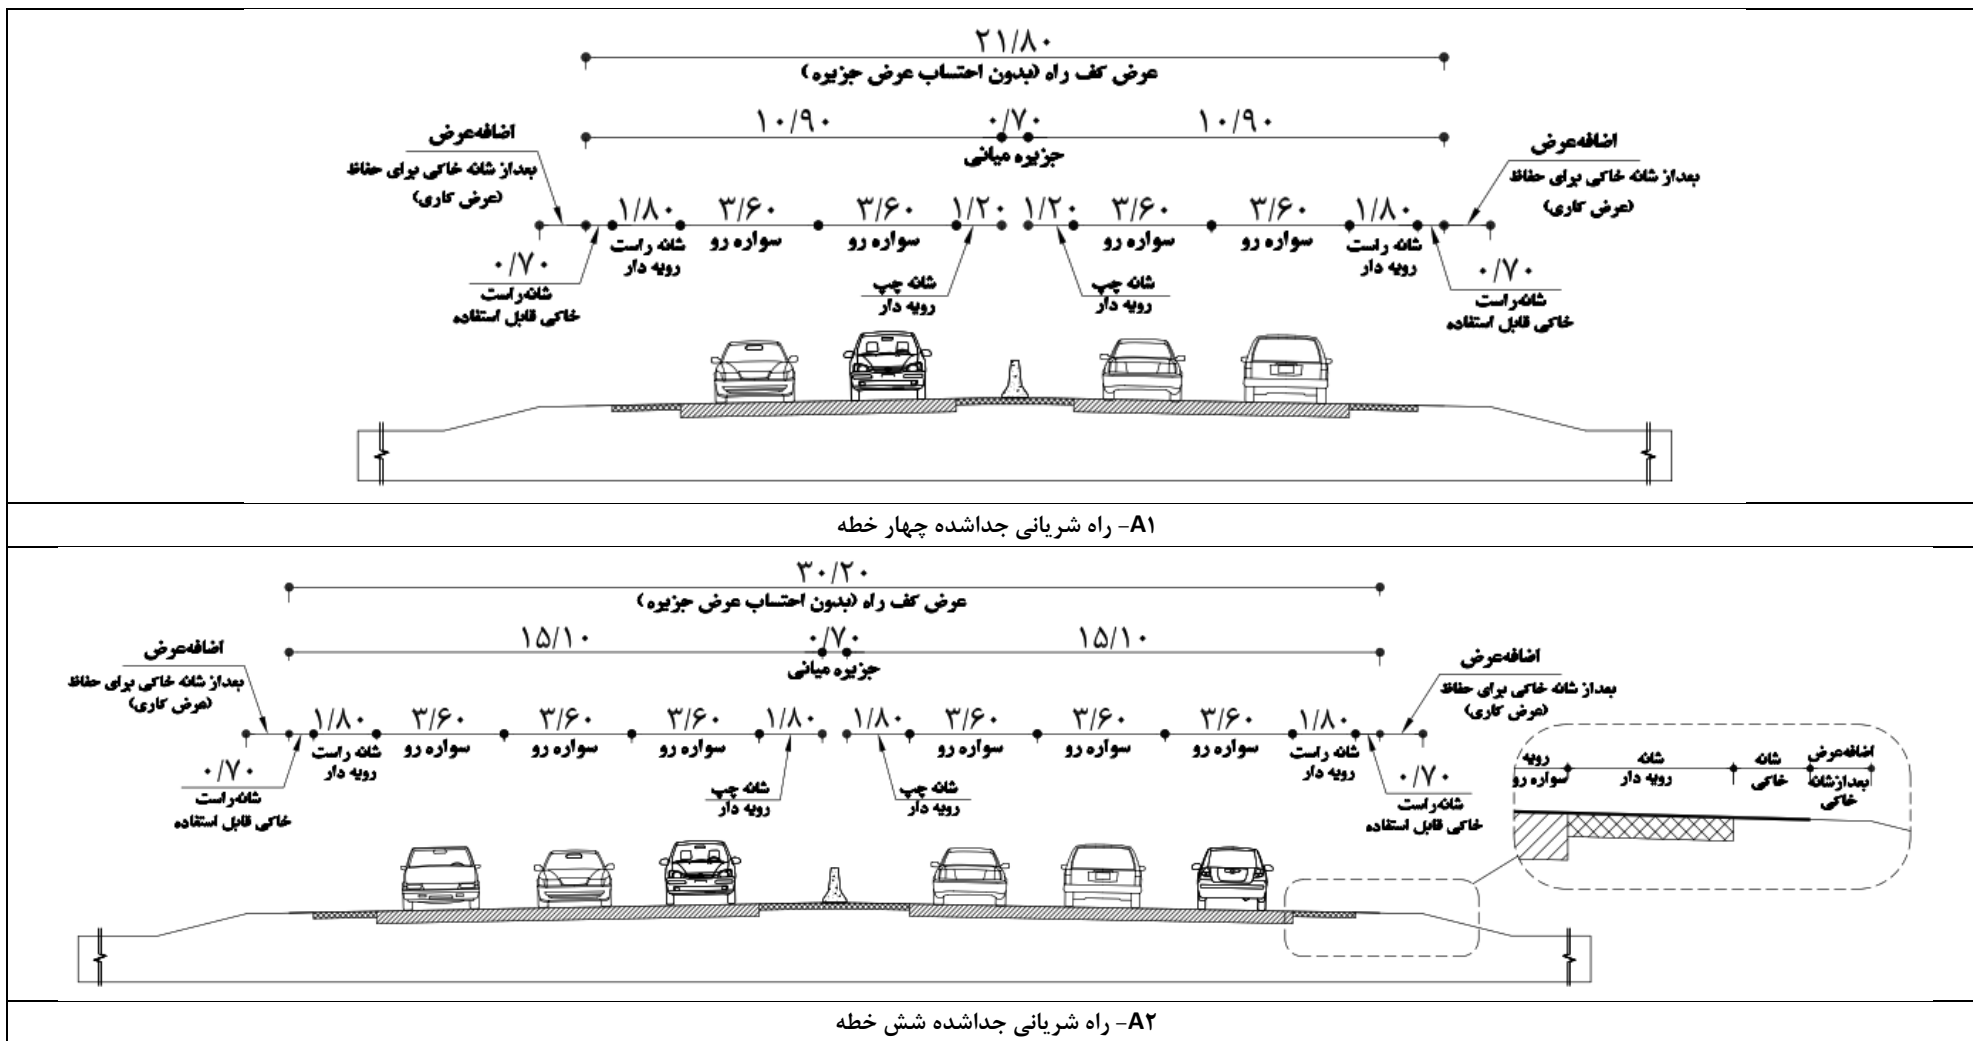 ۲۱/۸۰
عرض کف راه (بدون احتساب عرض جزیره)
۱۰/۹۰ ۰/۷۰ ۱۰/۹۰
جزیره میانی
اضافه‌عرض
بعداز شانه خاکی برای حفاظ
(عرض کاری)
اضافه‌عرض
بعداز شانه خاکی برای حفاظ
(عرض کاری)
۱/۸۰ ۳/۶۰ ۳/۶۰ ۱/۲۰ ۱/۲۰ ۳/۶۰ ۳/۶۰ ۱/۸۰
شانه راست
رویه دار
سواره رو
سواره رو
سواره رو
سواره رو
شانه راست
رویه دار
۰/۷۰
شانه‌راست
خاکی قابل استفاده
شانه چپ
رویه دار
شانه چپ
رویه دار
۰/۷۰
شانه‌راست
خاکی قابل استفاده
A۱- راه شریانی جداشده چهار خطه
۳۰/۲۰
عرض کف راه (بدون احتساب عرض جزیره)
۱۵/۱۰ ۰/۷۰ ۱۵/۱۰
جزیره میانی
اضافه‌عرض
بعداز شانه خاکی برای حفاظ
(عرض کاری)
اضافه‌عرض
بعداز شانه خاکی برای حفاظ
(عرض کاری)
۱/۸۰ ۳/۶۰ ۳/۶۰ ۳/۶۰ ۱/۸۰ ۱/۸۰ ۳/۶۰ ۳/۶۰ ۳/۶۰ ۱/۸۰
شانه راست
رویه دار
سواره رو
سواره رو
سواره رو
سواره رو
سواره رو
سواره رو
شانه راست
رویه دار
۰/۷۰
شانه‌راست
خاکی قابل استفاده
شانه چپ
رویه دار
شانه چپ
رویه دار
۰/۷۰
شانه‌راست
خاکی قابل استفاده
رویه
سواره رو
شانه
رویه دار
شانه
خاکی
اضافه‌عرض
بعدازشانه
خاکی
A۲- راه شریانی جداشده شش خطه